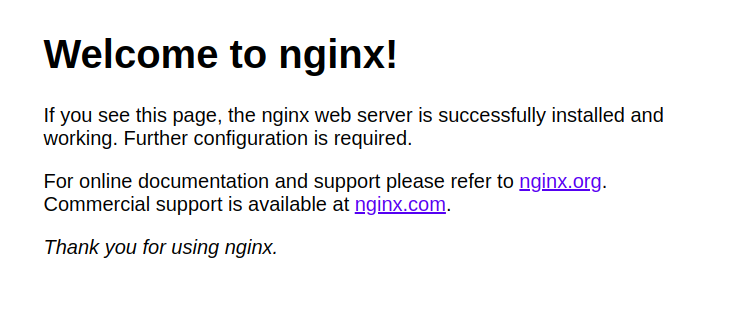 Welcome to nginx!
If you see this page, the nginx web server is successfully installed and
working. Further configuration is required.
For online documentation and support please refer to nginx.org.
Commercial support is available at nginx.com.
Thank you for using nginx.